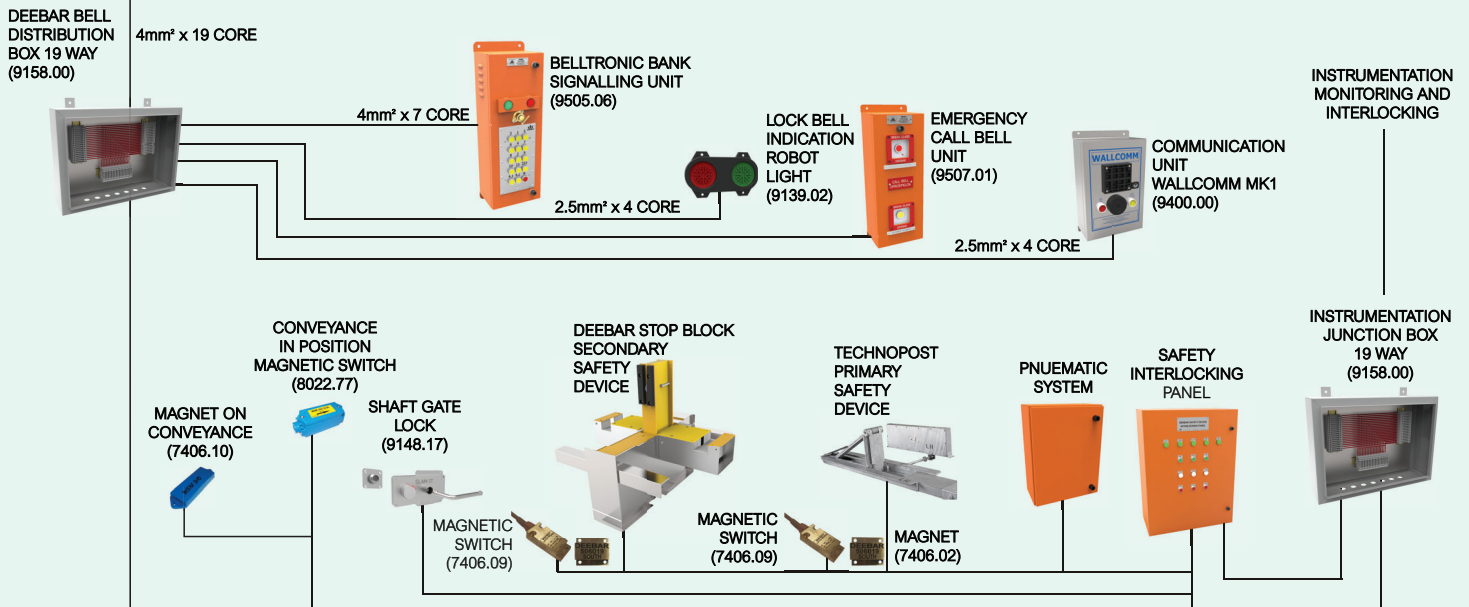 DEEBAR BELL
DISTRIBUTION
BOX 19 WAY
(9158.00)
4mm² x 19 CORE
4mm² x 7 CORE
BELLTRONIC BANK
SIGNALLING UNIT
(9505.06)
LOCK BELL
INDICATION
ROBOT
LIGHT
(9139.02)
2.5mm² x 4 CORE
EMERGENCY
CALL BELL
UNIT
(9507.01)
2.5mm² x 4 CORE
WALLCOMM
COMMUNICATION
UNIT
WALLCOMM MK1
(9400.00)
INSTRUMENTATION
MONITORING AND
INTERLOCKING
MAGNET ON
CONVEYANCE
(7406.10)
CONVEYANCE
IN POSITION
MAGNETIC SWITCH
(8022.77)
SHAFT GATE
LOCK
(9148.17)
MAGNETIC
SWITCH
(7406.09)
DEEBAR
SOUTH
DEEBAR STOP BLOCK
SECONDARY
SAFETY
DEVICE
MAGNETIC
SWITCH
(7406.09)
DEEBAR
SOUTH
MAGNET
(7406.02)
TECHNOPOST
PRIMARY
SAFETY
DEVICE
PNUEMATIC
SYSTEM
SAFETY
INTERLOCKING
PANEL
INSTRUMENTATION
JUNCTION BOX
19 WAY
(9158.00)